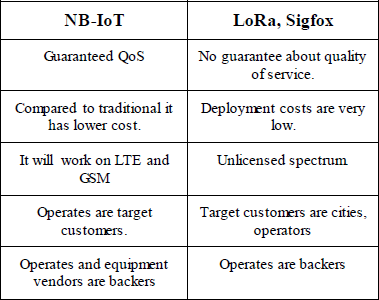 NB-IoT
LoRa, Sigfox
Guaranteed QoS
No guarantee about quality
of service.
Compared to traditional it
has lower cost.
Deployment costs are very
low.
It will work on LTE and
GSM
Unlicensed spectrum
Operates are target
customers.
Target customers are cities,
operators
Operates and equipment
vendors are backers
Operates are backers